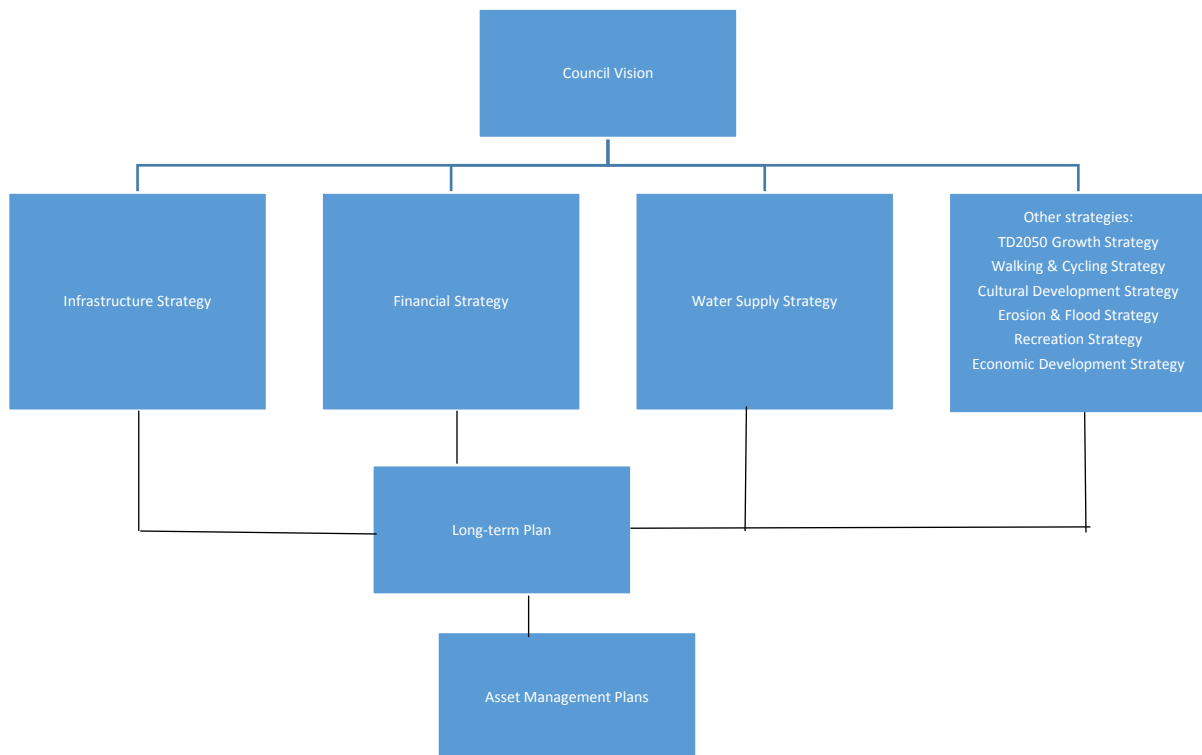 Council Vision
Infrastructure Strategy
Financial Strategy
Water Supply Strategy
Other strategies:
TD2050 Growth Strategy
Walking & Cycling Strategy
Cultural Development Strategy
Erosion & Flood Strategy
Recreation Strategy
Economic Development Strategy
Long-term Plan
Asset Management Plans